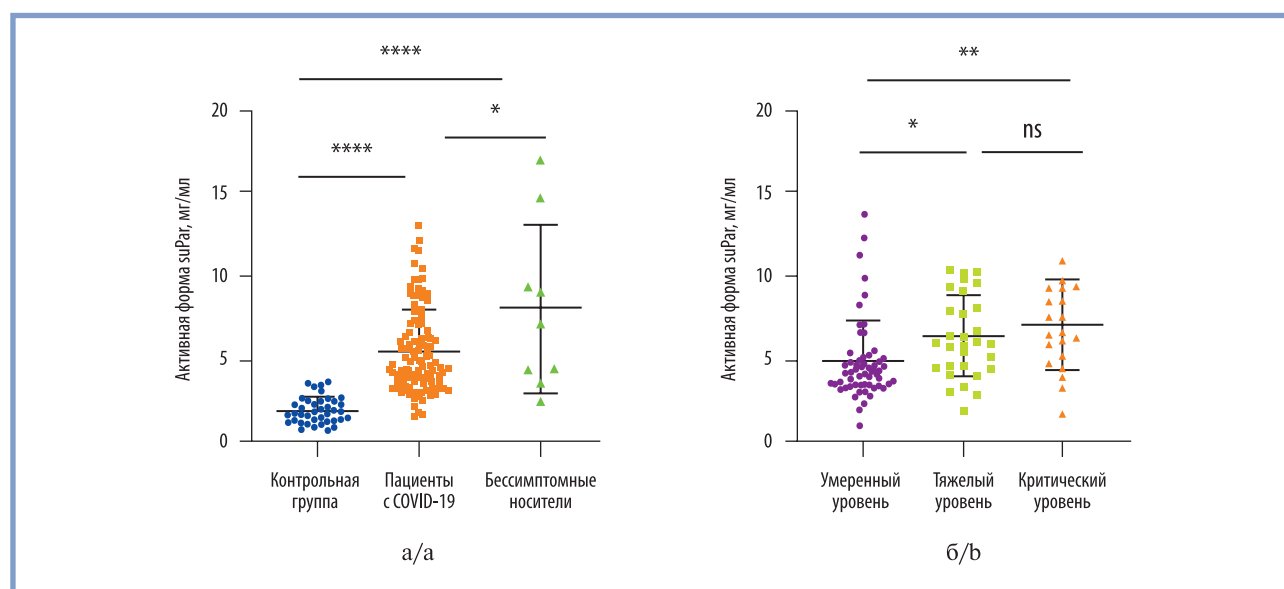 ****
****
*
20
15
10
5
0
Активная форма suPar, мг/мл
Контрольная
группа
Пациенты
с COVID-19
Бессимптомные
носители
а/a
**
*
ns
20
15
10
5
0
Активная форма suPar, мг/мл
Умеренный
уровень
Тяжелый
уровень
Критический
уровень
б/b